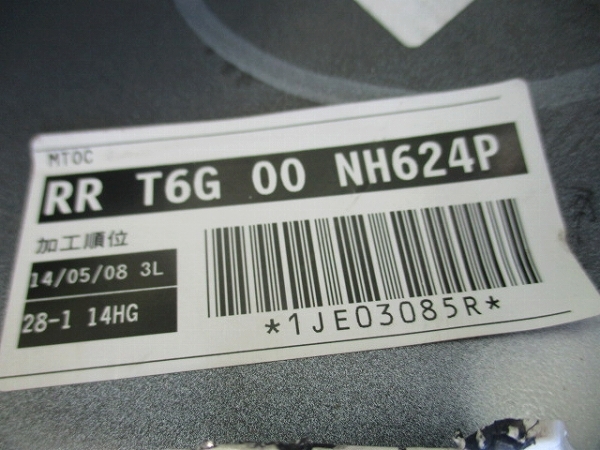 MTOC
RR T6G 00 NH624P
加工順位
14/05/08 3L
28-1 14HG
*1JE03085R*